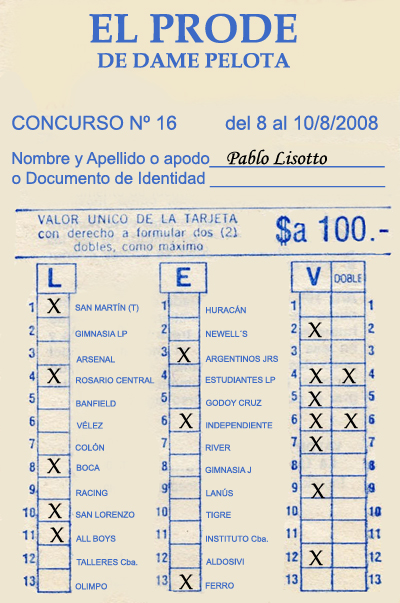 EL PRODE
DE DAME PELOTA
CONCURSO Nº 16 del 8 al 10/8/2008
Nombre y Apellido o apodo Pablo Lisotto
o Documento de Identidad
VALOR UNICO DE LA TARJETA
con derecho a formular dos (2)
dobles, como máximo
$a 100.-
L E V DOBLE
1 X SAN MARTÍN (T) 1 HURACÁN 1 1
2 GIMNASIA LP 2 NEWELL´S 2 X 2
3 ARSENAL 3 X ARGENTINOS JRS 3 3
4 X ROSARIO CENTRAL 4 ESTUDIANTES LP 4 X X 4
5 BANFIELD 5 GODOY CRUZ 5 X 5
6 VÉLEZ 6 X INDEPENDIENTE 6 X X 6
7 COLÓN 7 RIVER 7 X 7
8 X BOCA 8 GIMNASIA J 8 8
9 RACING 9 LANÚS 9 X 9
10 X SAN LORENZO 10 TIGRE 10 10
11 X ALL BOYS 11 INSTITUTO Cba. 11 11
12 TALLERES Cba. 12 ALDOSIVI 12 X 12
13 OLIMPO 13 X FERRO 13 13